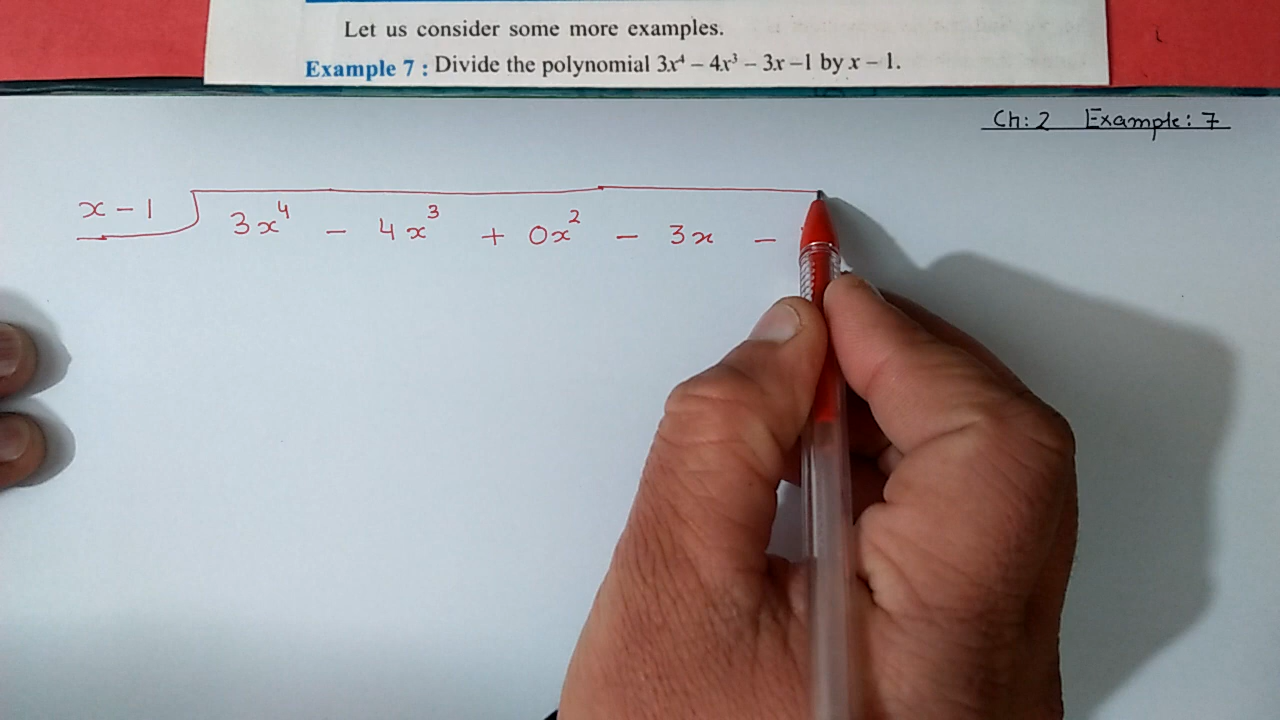 Let us consider some more examples.
Example 7 : Divide the polynomial 3x⁴ – 4x³ – 3x –1 by x – 1.
Ch: 2 Example: 7
x - 1 ) 3x⁴ - 4x³ + 0x² - 3x -